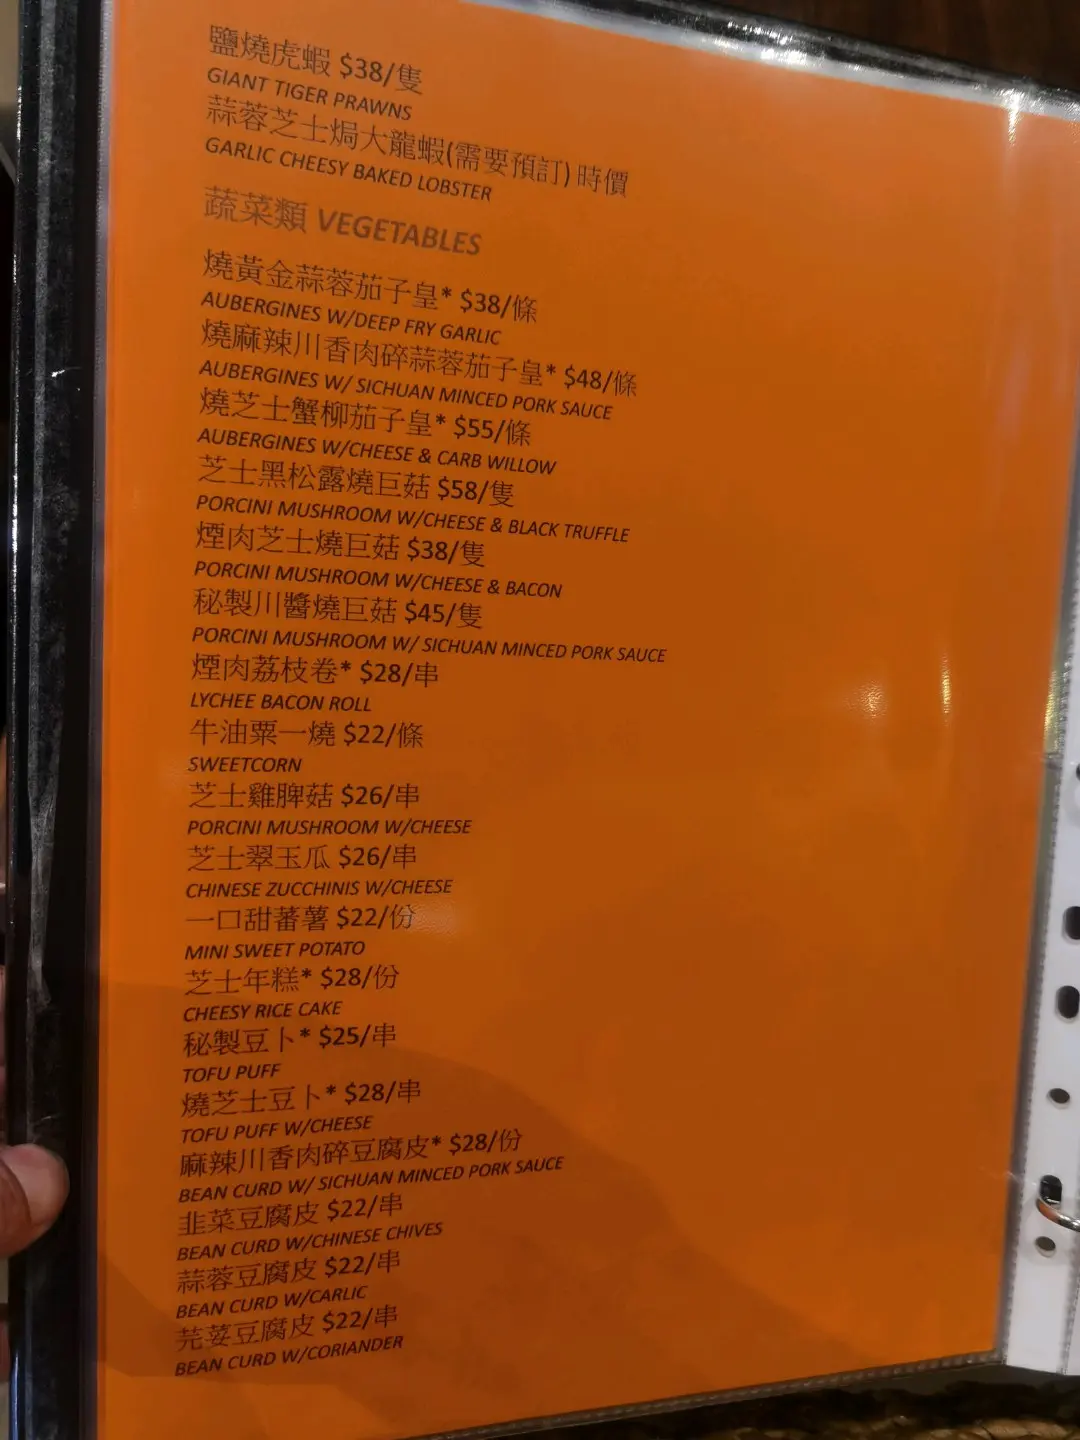 鹽燒虎蝦 $38/隻
GIANT TIGER PRAWNS
蒜蓉芝士焗大龍蝦(需要預訂) 時價
GARLIC CHEESY BAKED LOBSTER
蔬菜類 VEGETABLES
燒黃金蒜蓉茄子皇* $38/條
AUBERGINES W/DEEP FRY GARLIC
燒麻辣川香肉碎蒜蓉茄子皇* $48/條
AUBERGINES W/ SICHUAN MINCED PORK SAUCE
燒芝士蟹柳茄子皇* $55/條
AUBERGINES W/CHEESE & CARB WILLOW
芝士黑松露燒巨菇 $58/隻
PORCINI MUSHROOM W/CHEESE & BLACK TRUFFLE
煙肉芝士燒巨菇 $38/隻
PORCINI MUSHROOM W/CHEESE & BACON
秘製川醬燒巨菇 $45/隻
PORCINI MUSHROOM W/ SICHUAN MINCED PORK SAUCE
煙肉荔枝卷* $28/串
LYCHEE BACON ROLL
牛油粟一燒 $22/條
SWEETCORN
芝士雞脾菇 $26/串
PORCINI MUSHROOM W/CHEESE
芝士翠玉瓜 $26/串
CHINESE ZUCCHINIS W/CHEESE
一口甜蕃薯 $22/份
MINI SWEET POTATO
芝士年糕* $28/份
CHEESY RICE CAKE
秘製豆卜* $25/串
TOFU PUFF
燒芝士豆卜* $28/串
TOFU PUFF W/CHEESE
麻辣川香肉碎豆腐皮* $28/份
BEAN CURD W/ SICHUAN MINCED PORK SAUCE
韭菜豆腐皮 $22/串
BEAN CURD W/CHINESE CHIVES
蒜蓉豆腐皮 $22/串
BEAN CURD W/CARLIC
芫荽豆腐皮 $22/串
BEAN CURD W/CORIANDER